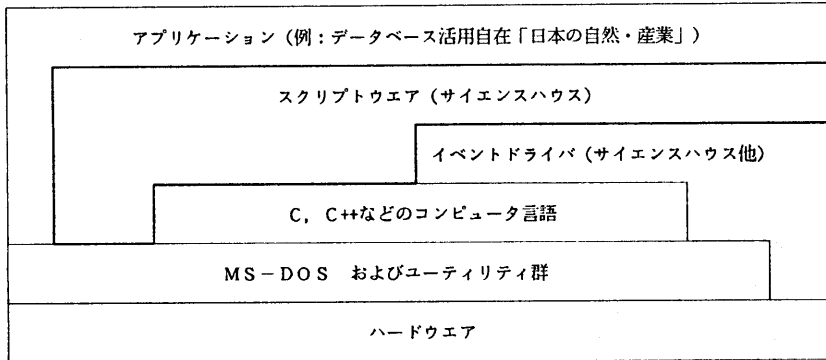 アプリケーション（例：データベース活用自在「日本の自然・産業」）
スクリプトウエア（サイエンスハウス）
イベントドライバ（サイエンスハウス他）
Ｃ，Ｃ++などのコンピュータ言語
ＭＳ－ＤＯＳ　およびユーティリティ群
ハードウエア